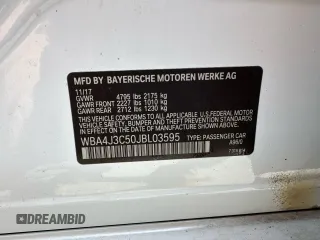 MFD BY BAYERISCHE MOTOREN WERKE AG
11/17
GVWR 4795 lbs 2175 kg
GAWR FRONT 2227 lbs 1010 kg
GAWR REAR 2712 lbs 1230 kg
THIS VEHICLE CONFORMS TO ALL APPLICABLE U.S. FEDERAL MOTOR
VEHICLE SAFETY, BUMPER, AND THEFT PREVENTION STANDARDS
IN EFFECT ON THE DATE OF MANUFACTURE SHOWN ABOVE.
WBA4J3C50JBL03595 TYPE: PASSENGER CAR
DREAMBID